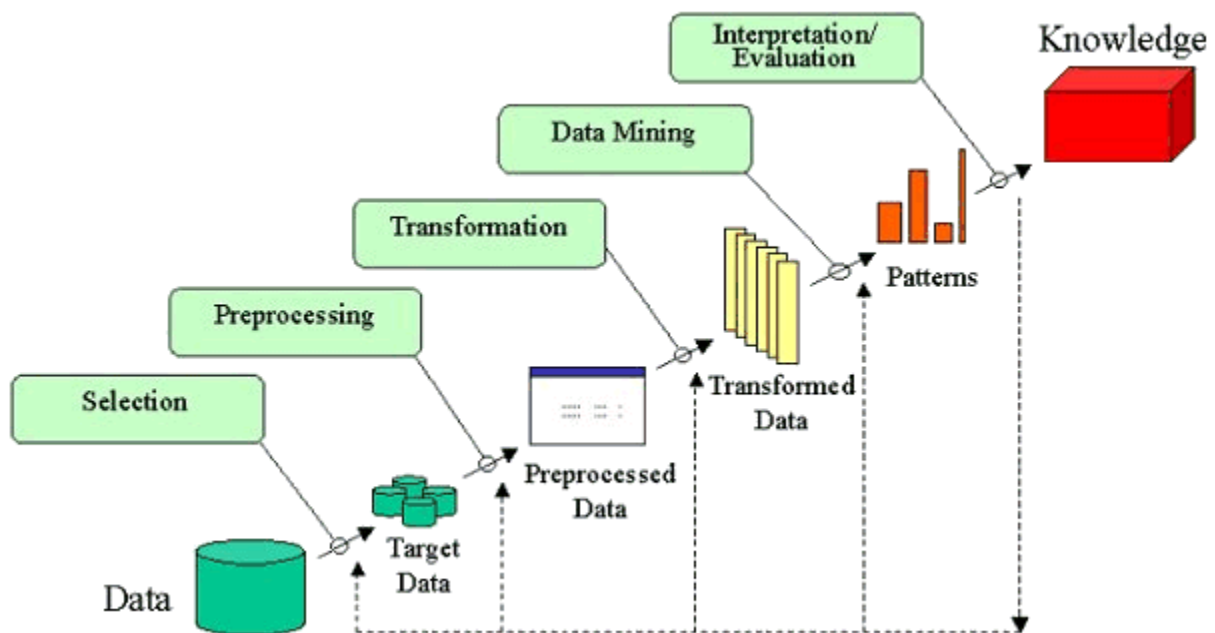 Interpretation/
Evaluation
Knowledge
Data Mining
Transformation
Patterns
Preprocessing
Transformed
Data
Selection
Preprocessed
Data
Target
Data
Data